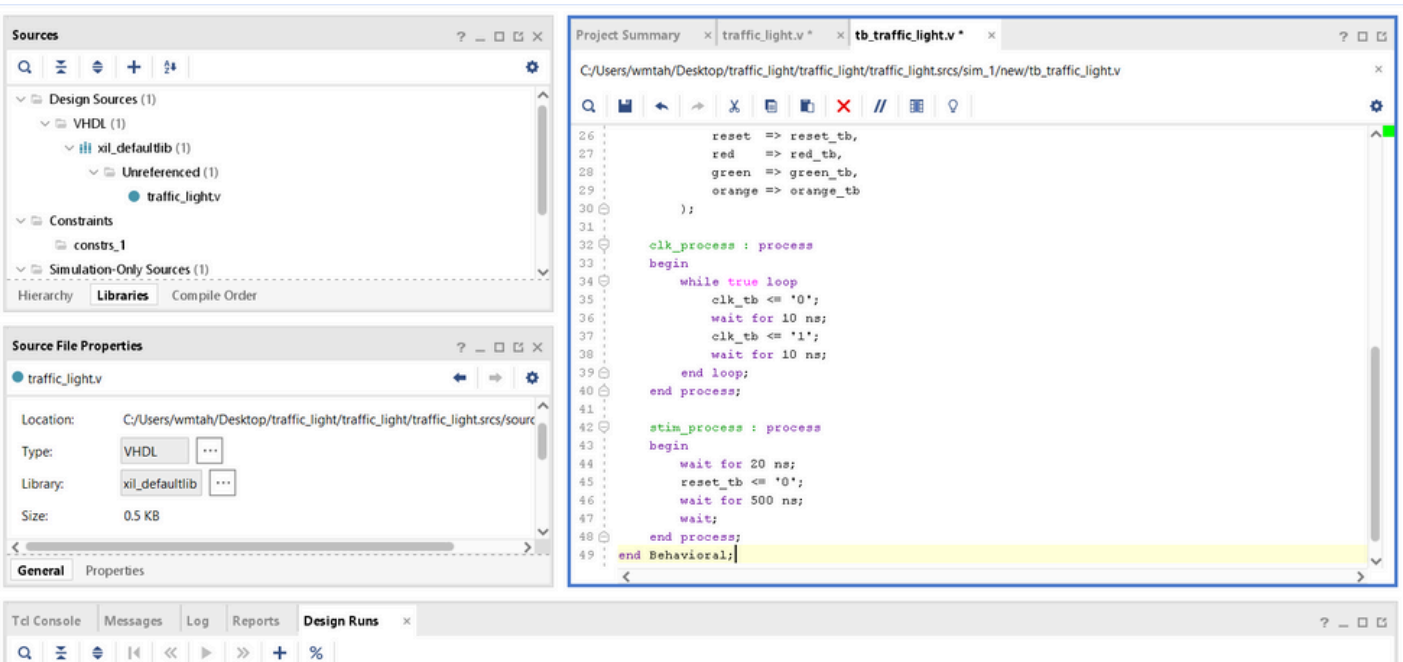 Sources
? _
Design Sources (1)
VHDL (1)
xil_defaultlib (1)
Unreferenced (1)
traffic_light.v
Constraints
constrs_1
Simulation-Only Sources (1)
Hierarchy Libraries Compile Order
Source File Properties
? _
traffic_light.v
Location: C:/Users/wmtah/Desktop/traffic_light/traffic_light/traffic_light.srcs/sourc
Type: VHDL ...
Library: xil_defaultlib ...
Size: 0.5 KB
General Properties
Project Summary × traffic_light.v * × tb_traffic_light.v * ×
?
C:/Users/wmtah/Desktop/traffic_light/traffic_light/traffic_light.srcs/sim_1/new/tb_traffic_light.v ×
26 reset => reset_tb,
27 red => red_tb,
28 green => green_tb,
29 orange => orange_tb
30 );
31
32 clk_process : process
33 begin
34 while true loop
35 clk_tb <= '0';
36 wait for 10 ns;
37 clk_tb <= '1';
38 wait for 10 ns;
39 end loop;
40 end process;
41
42 stim_process : process
43 begin
44 wait for 20 ns;
45 reset_tb <= '0';
46 wait for 500 ns;
47 wait;
48 end process;
49 end Behavioral;
Tcl Console Messages Log Reports Design Runs ×
? _
%